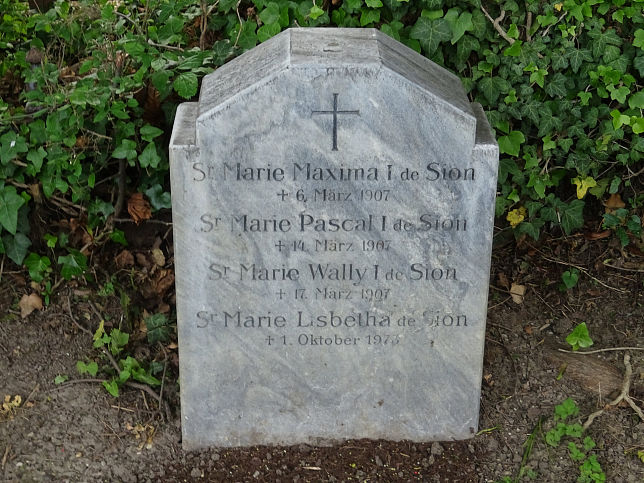 Sr Marie Maxima I de Sion
† 6. März 1907
Sr Marie Pascal I de Sion
† 14. März 1907
Sr Marie Wally I de Sion
† 17. März 1907
Sr Marie Lisbetha de Sion
† 1. Oktober 1973